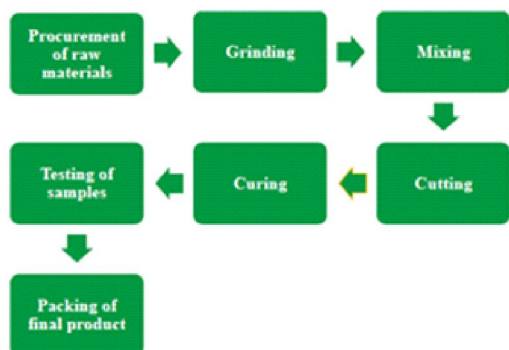 Procurement
of raw
materials
Grinding
Mixing
Cutting
Curing
Testing of
samples
Packing of
final product